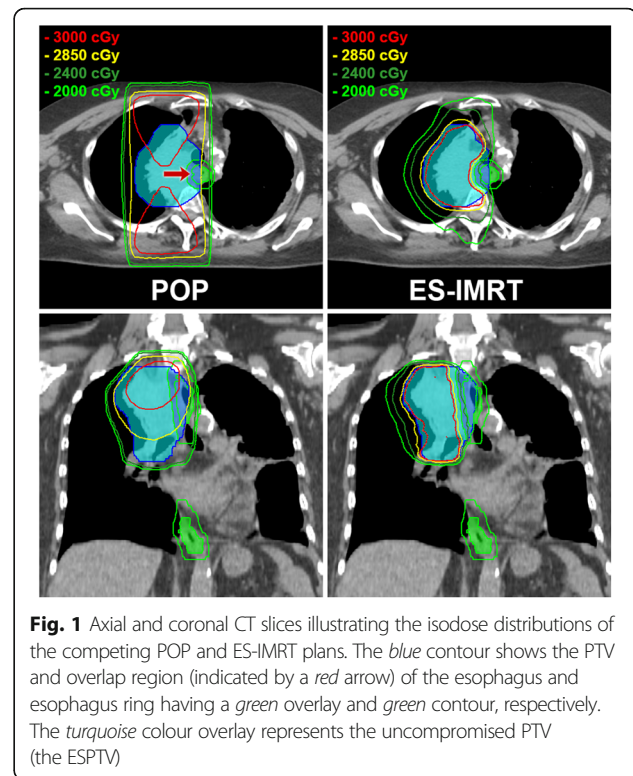 - 3000 cGy
- 2850 cGy
- 2400 cGy
- 2000 cGy
- 3000 cGy
- 2850 cGy
- 2400 cGy
- 2000 cGy
POP
ES-IMRT
Fig. 1 Axial and coronal CT slices illustrating the isodose distributions of
the competing POP and ES-IMRT plans. The blue contour shows the PTV
and overlap region (indicated by a red arrow) of the esophagus and
esophagus ring having a green overlay and green contour, respectively.
The turquoise colour overlay represents the uncompromised PTV
(the ESPTV)